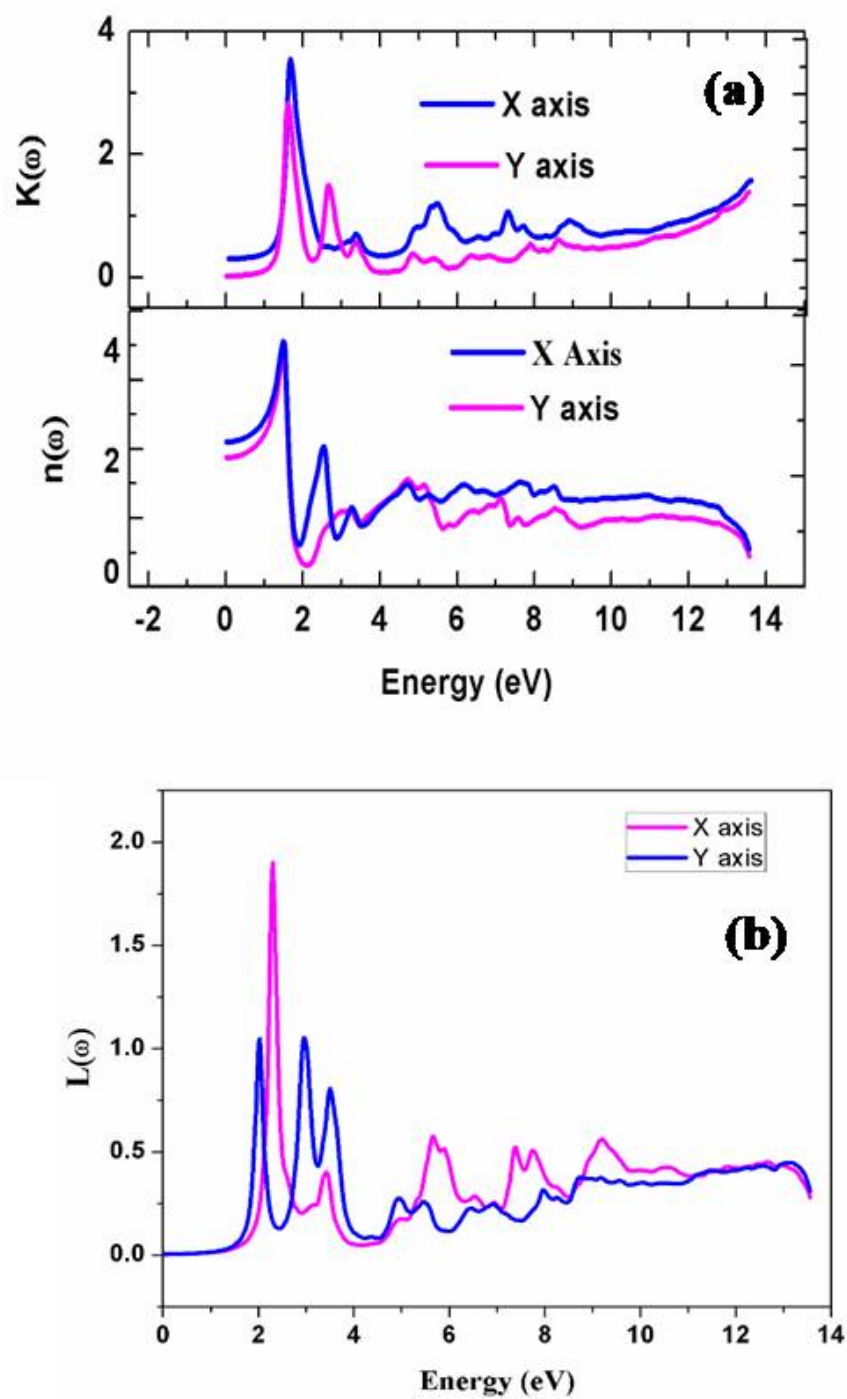 4
2
0
K(ω)
X axis
Y axis
(a)
4
2
0
n(ω)
X Axis
Y axis
-2 0 2 4 6 8 10 12 14
Energy (eV)
2.0
1.5
1.0
0.5
0.0
L(ω)
X axis
Y axis
(b)
0 2 4 6 8 10 12 14
Energy (eV)